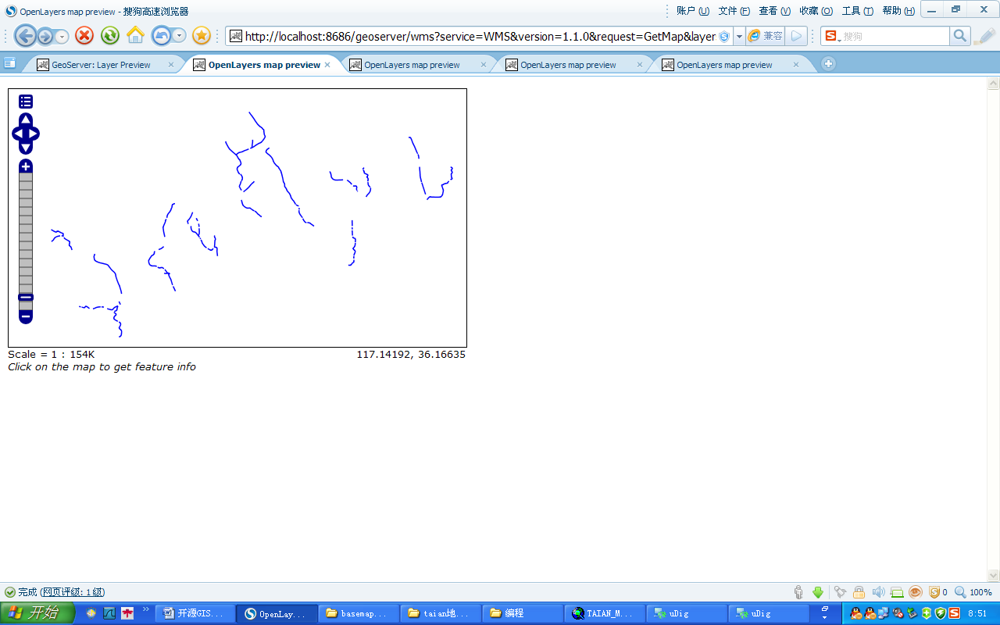 OpenLayers map preview - 搜狗高速浏览器
账户 (U) 文件 (F) 查看 (V) 收藏 (O) 工具 (T) 帮助 (H)
http://localhost:8686/geoserver/wms?service=WMS&version=1.1.0&request=GetMap&layer
兼容
搜狗
GeoServer: Layer Preview
OpenLayers map preview
OpenLayers map preview
OpenLayers map preview
OpenLayers map preview
Scale = 1 : 154K
117.14192, 36.16635
Click on the map to get feature info
完成 (网页评级: 1级)
0
100%
开始
开源GIS...
OpenLay...
basemap...
taian地...
编程
TAIAN_M...
uDig
uDig
8:51